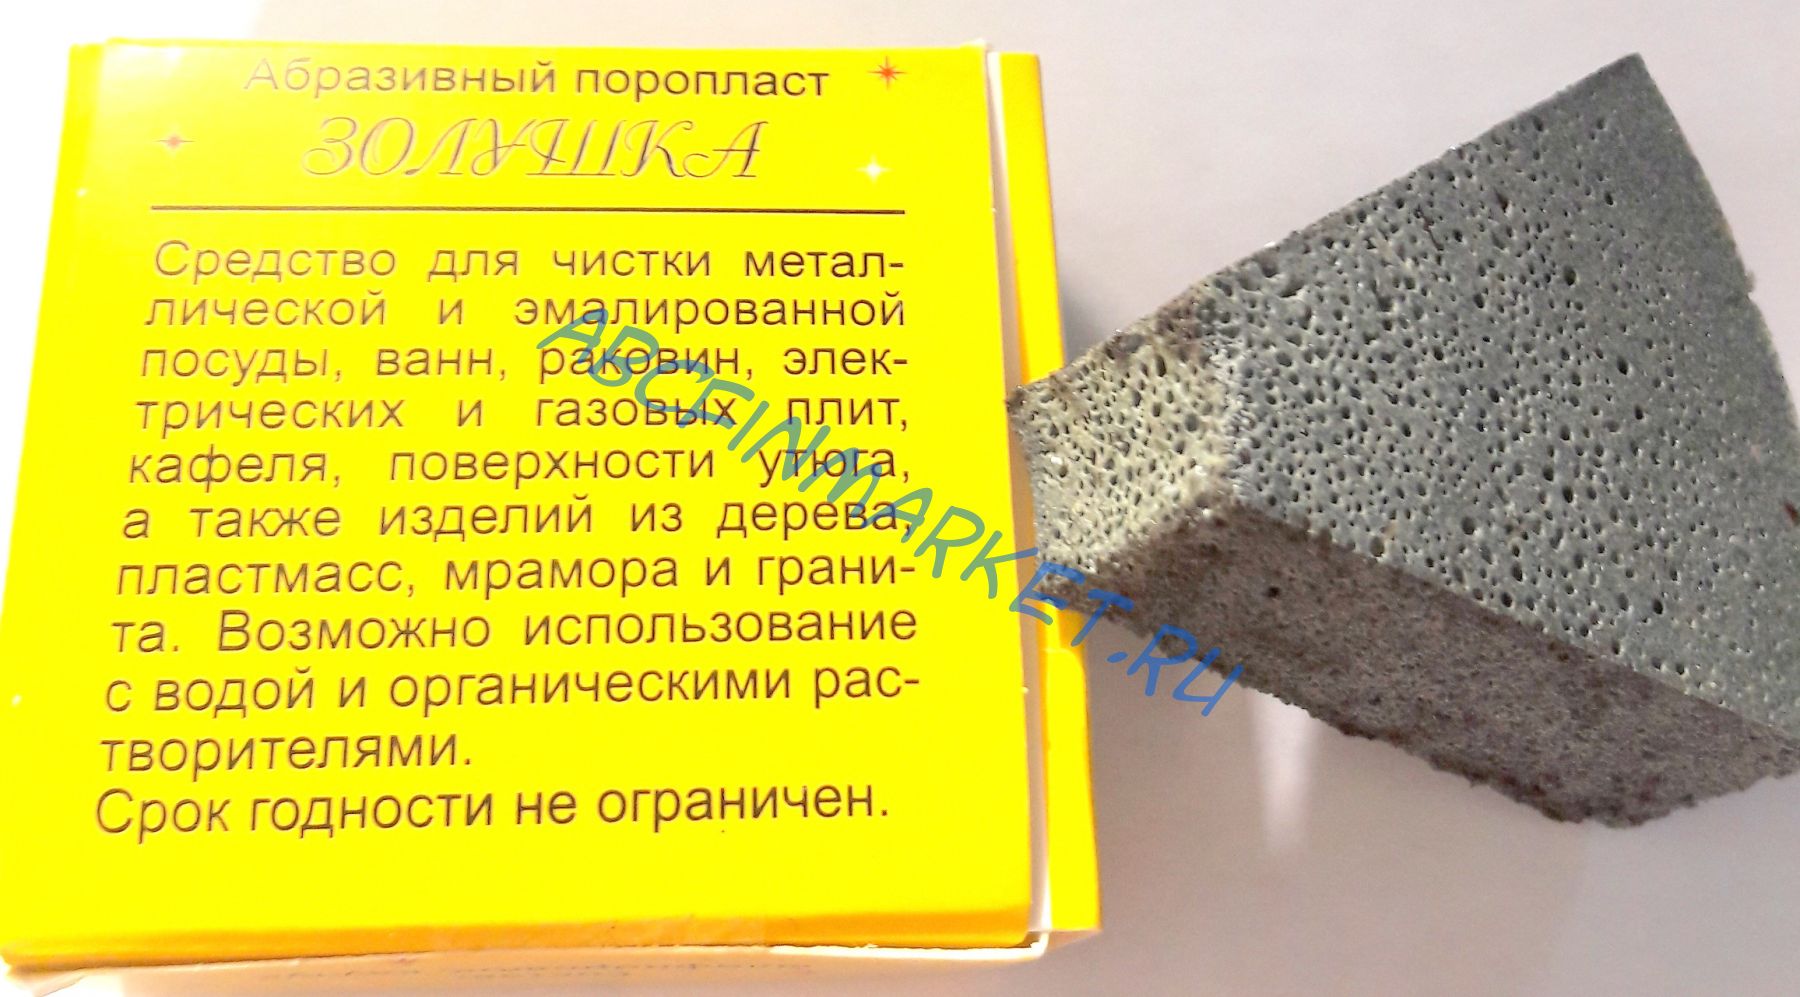 Абразивный поропласт
ЗОЛУШКА
Средство для чистки метал-
лической и эмалированной
посуды, ванн, раковин, элек-
трических и газовых плит,
кафеля, поверхности утюга,
а также изделий из дерева,
пластмасс, мрамора и грани-
та. Возможно использование
с водой и органическими рас-
творителями.
Срок годности не ограничен.
ABCFINMARKET.RU